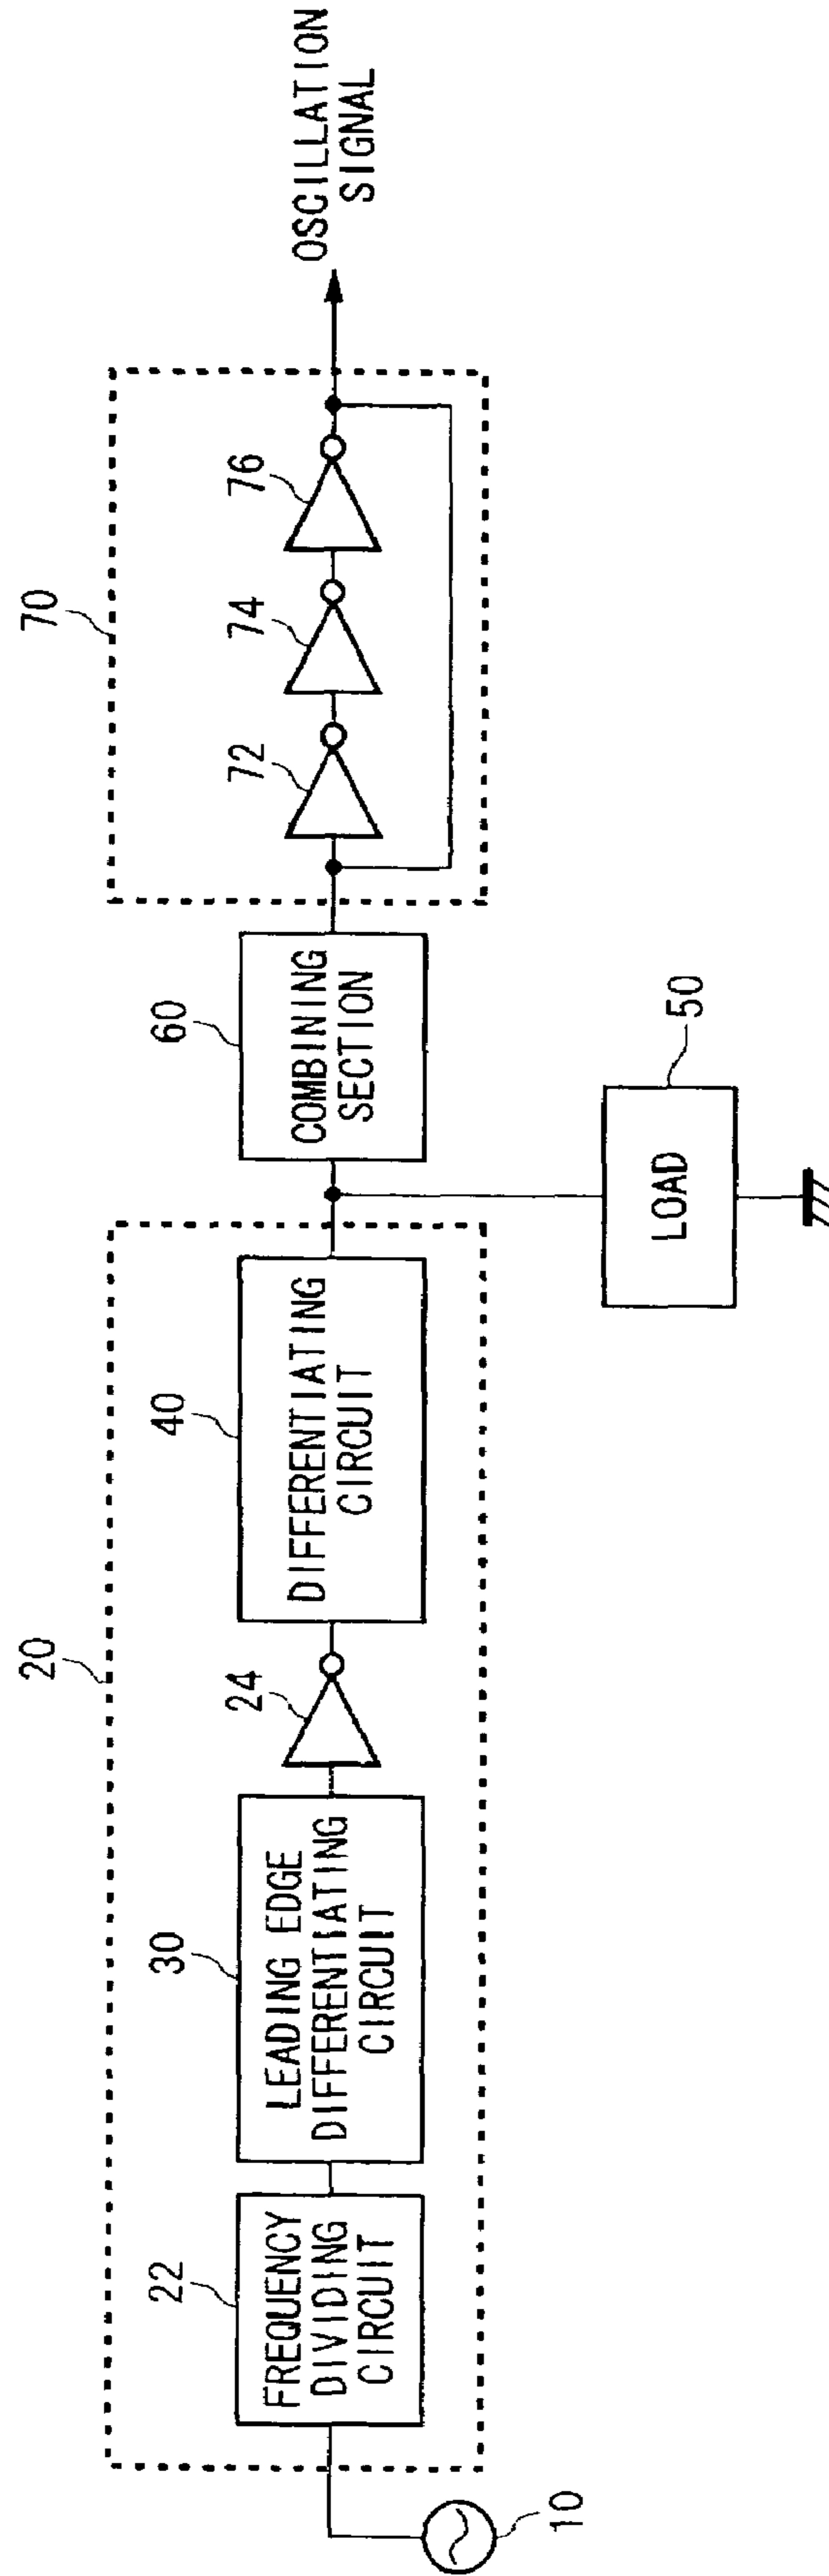 10
20
22
FREQUENCY
DIVIDING
CIRCUIT
30
LEADING EDGE
DIFFERENTIATING
CIRCUIT
24
40
DIFFERENTIATING
CIRCUIT
LOAD
50
60
COMBINING
SECTION
70
72
74
76
OSCILLATION
SIGNAL